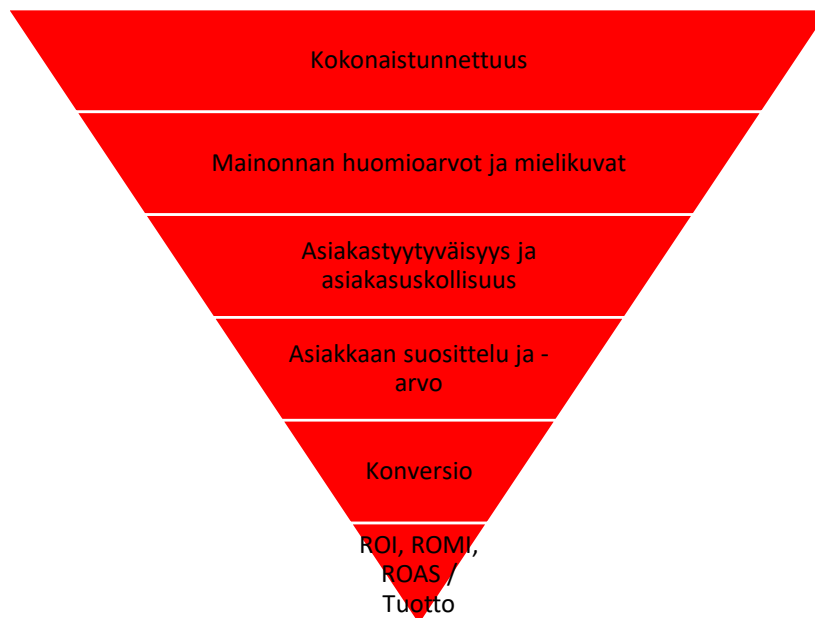 Kokonaistunnettuus
Mainonnan huomioarvot ja mielikuvat
Asiakastyytyväisyys ja
asiakasuskollisuus
Asiakkaan suosittelu ja -
arvo
Konversio
ROI, ROMI,
ROAS /
Tuotto